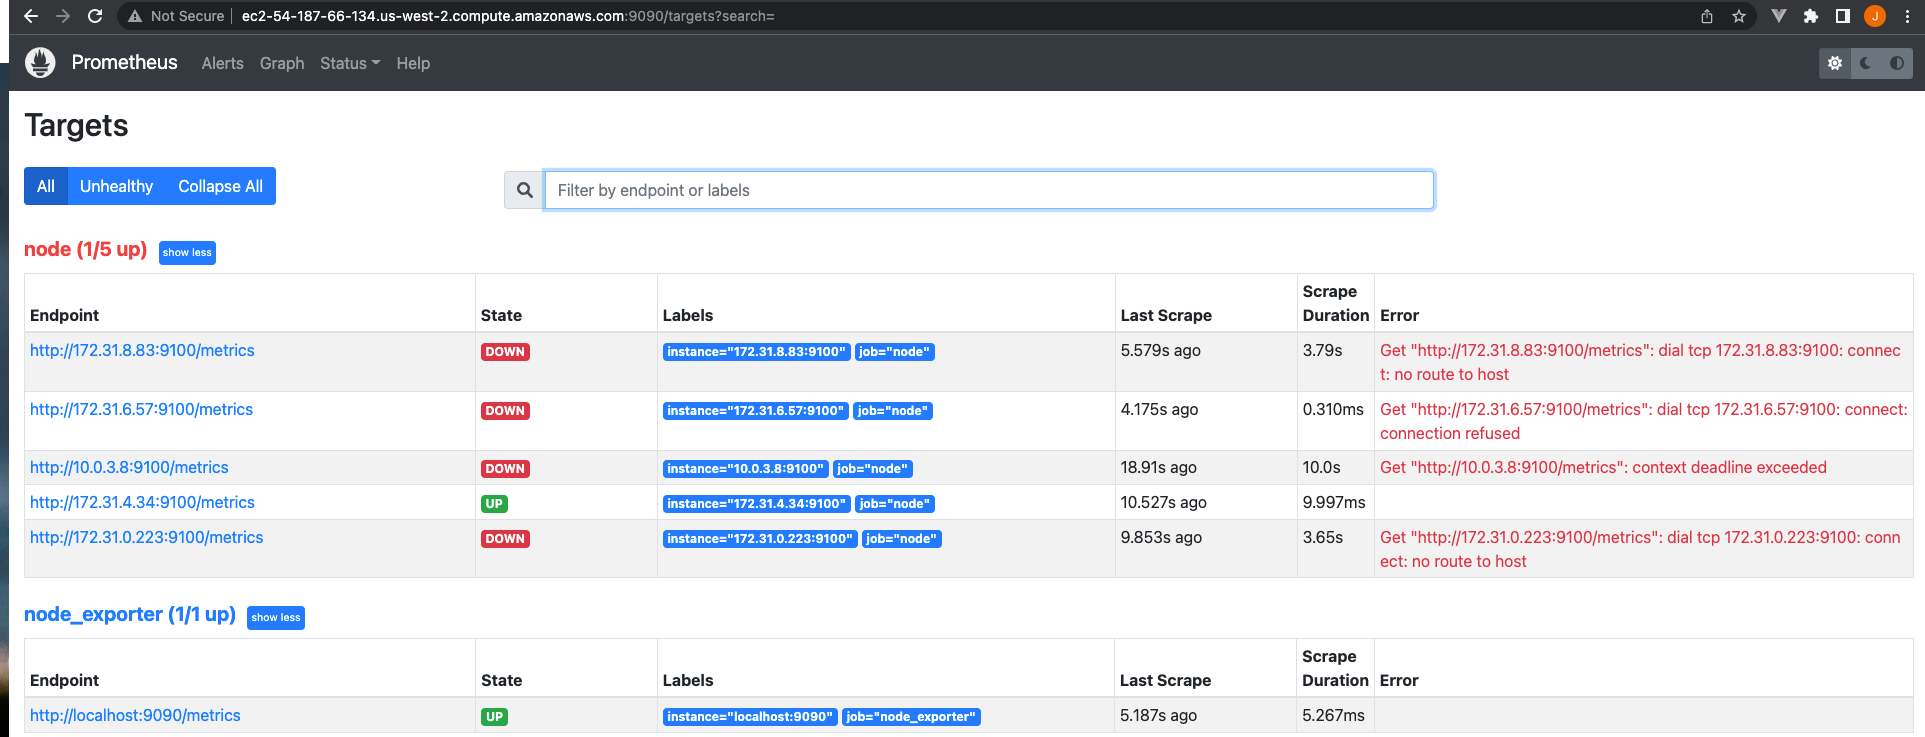 Not Secure ec2-54-187-66-134.us-west-2.compute.amazonaws.com:9090/targets?search=
J
Prometheus Alerts Graph Status Help
Targets
All Unhealthy Collapse All
Filter by endpoint or labels
node (1/5 up) show less
Endpoint State Labels Last Scrape Scrape Duration Error
http://172.31.8.83:9100/metrics DOWN instance="172.31.8.83:9100" job="node" 5.579s ago 3.79s Get "http://172.31.8.83:9100/metrics": dial tcp 172.31.8.83:9100: connec
t: no route to host
http://172.31.6.57:9100/metrics DOWN instance="172.31.6.57:9100" job="node" 4.175s ago 0.310ms Get "http://172.31.6.57:9100/metrics": dial tcp 172.31.6.57:9100: connect:
connection refused
http://10.0.3.8:9100/metrics DOWN instance="10.0.3.8:9100" job="node" 18.91s ago 10.0s Get "http://10.0.3.8:9100/metrics": context deadline exceeded
http://172.31.4.34:9100/metrics UP instance="172.31.4.34:9100" job="node" 10.527s ago 9.997ms
http://172.31.0.223:9100/metrics DOWN instance="172.31.0.223:9100" job="node" 9.853s ago 3.65s Get "http://172.31.0.223:9100/metrics": dial tcp 172.31.0.223:9100: conn
ect: no route to host
node_exporter (1/1 up) show less
Endpoint State Labels Last Scrape Scrape Duration Error
http://localhost:9090/metrics UP instance="localhost:9090" job="node_exporter" 5.187s ago 5.267ms